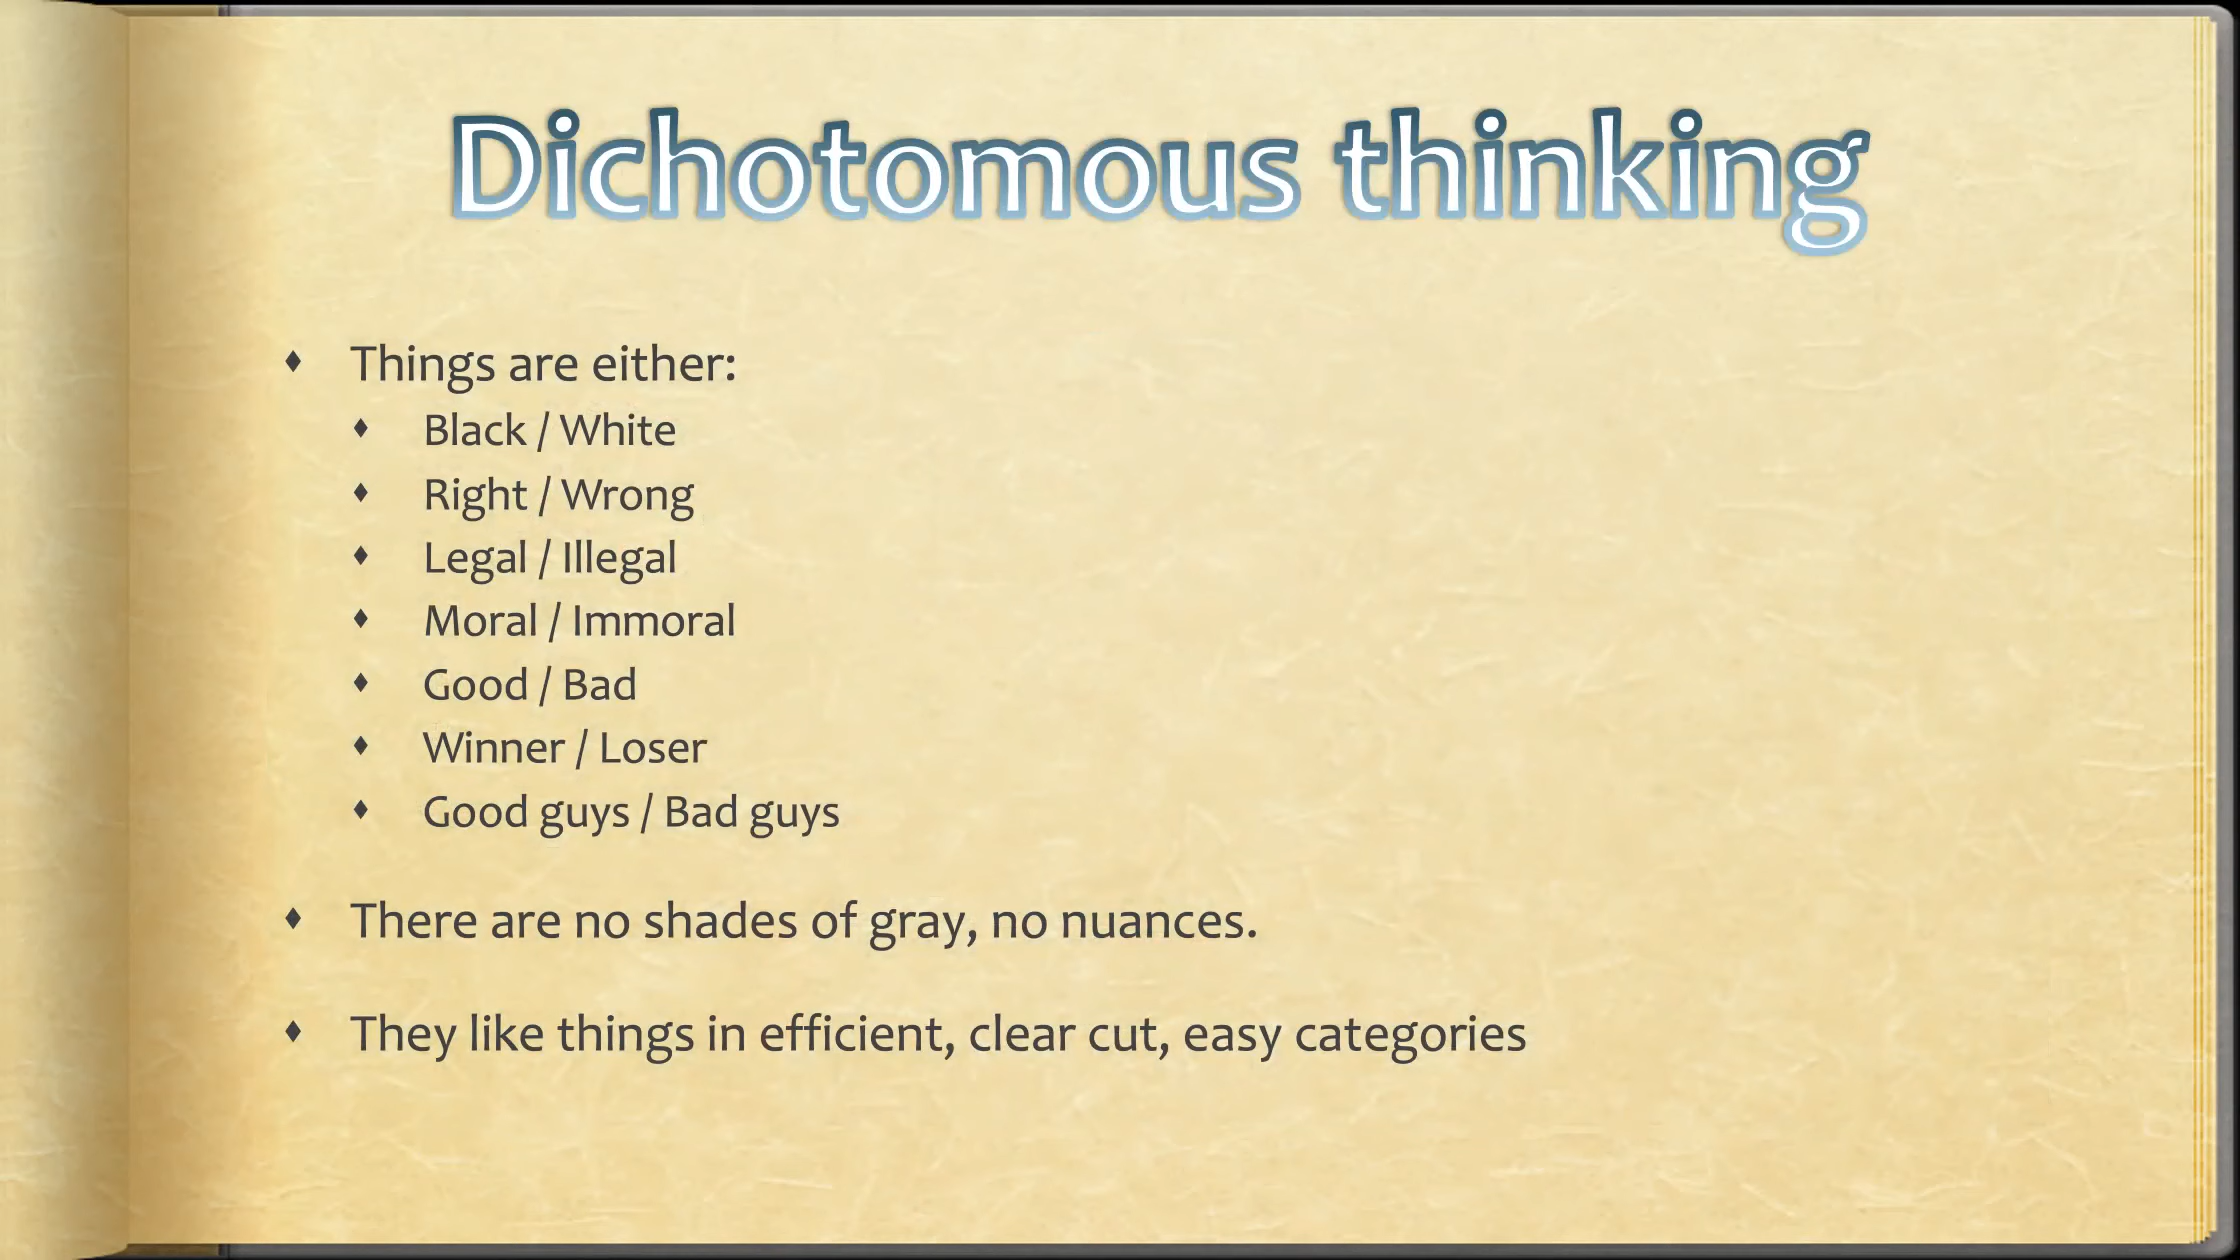 Dichotomous thinking
Things are either:
Black / White
Right / Wrong
Legal / Illegal
Moral / Immoral
Good / Bad
Winner / Loser
Good guys / Bad guys
There are no shades of gray, no nuances.
They like things in efficient, clear cut, easy categories